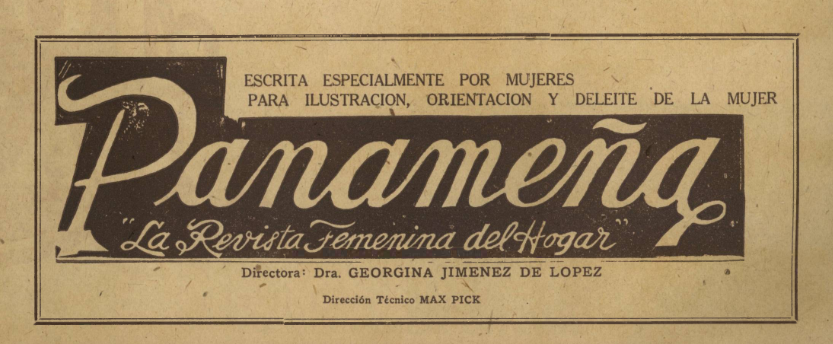 ESCRITA ESPECIALMENTE POR MUJERES
PARA ILUSTRACION, ORIENTACION Y DELEITE DE LA MUJER
Panameña
"La Revista Femenina del Hogar"
Directora: Dra. GEORGINA JIMENEZ DE LOPEZ
Dirección Técnico MAX PICK